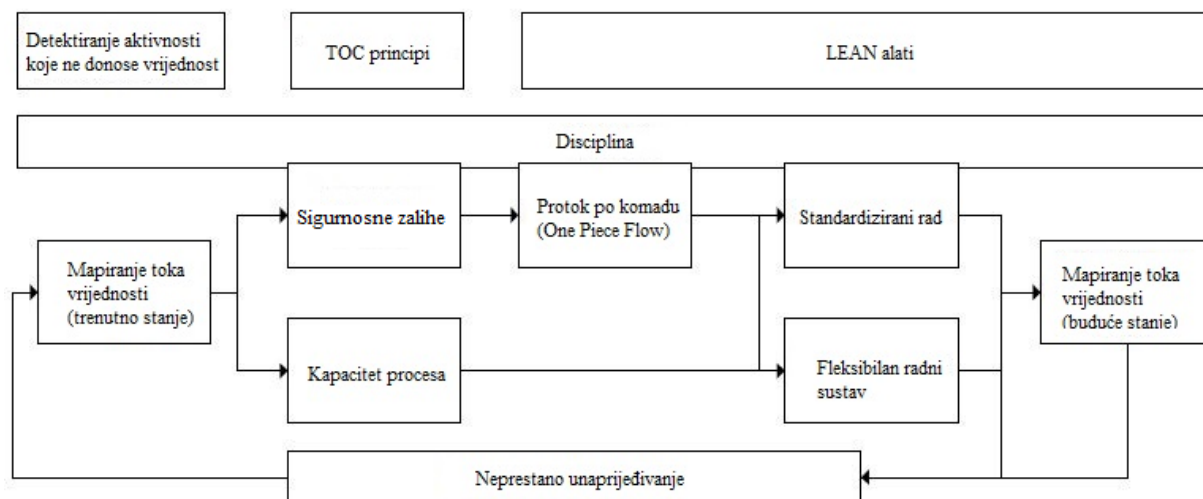 Detektiranje aktivnosti
koje ne donose vrijednost
TOC principi
LEAN alati
Disciplina
Sigurnosne zalihe
Protok po komadu
(One Piece Flow)
Standardizirani rad
Mapiranje toka
vrijednosti
(trenutno stanje)
Mapiranje toka
vrijednosti
(buduće stanje)
Kapacitet procesa
Fleksibilan radni
sustav
Neprestano unaprijeđivanje